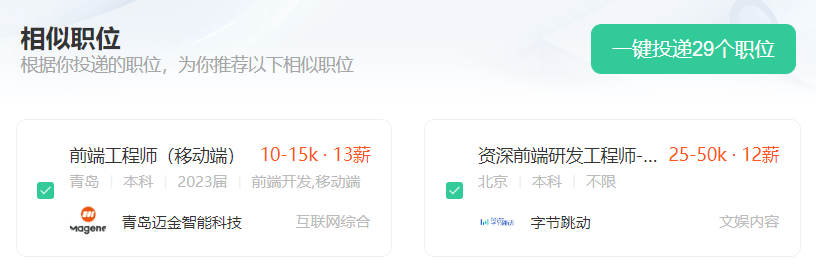 相似职位
根据你投递的职位，为你推荐以下相似职位
一键投递29个职位
前端工程师（移动端） 10-15k · 13薪
青岛 | 本科 | 2023届 | 前端开发,移动端
magene 青岛迈金智能科技 互联网综合
资深前端研发工程师-... 25-50k · 12薪
北京 | 本科 | 不限
字节跳动 文娱内容